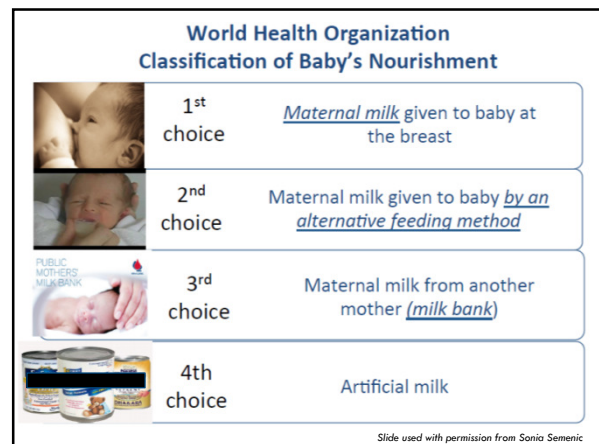 World Health Organization
Classification of Baby's Nourishment
1st
choice
Maternal milk given to baby at
the breast
2nd
choice
Maternal milk given to baby by an
alternative feeding method
PUBLIC
MOTHERS'
MILK BANK
3rd
choice
Maternal milk from another
mother (milk bank)
4th
choice
Artificial milk
Slide used with permission from Sonia Semenic